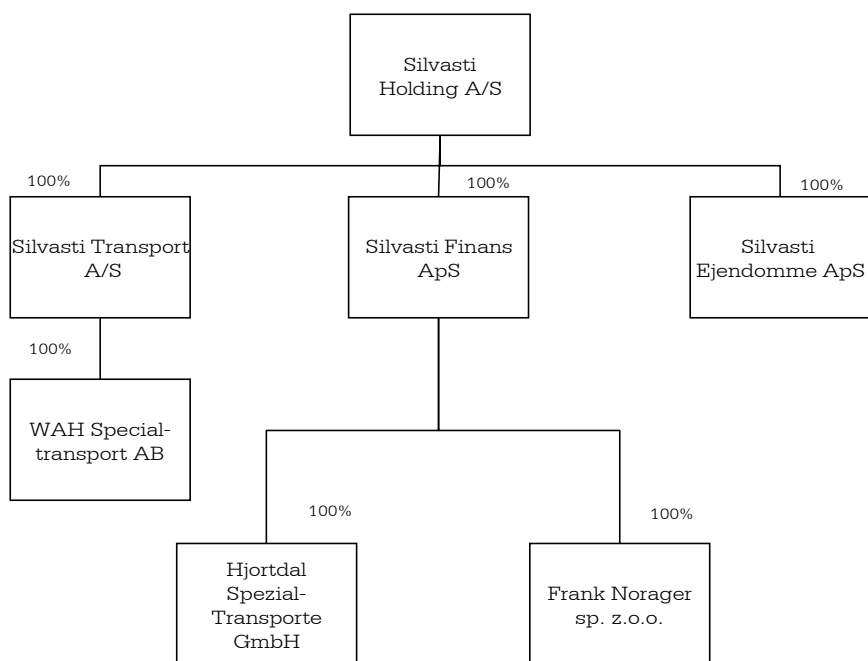 Silvasti
Holding A/S
100%
100%
100%
Silvasti Transport
A/S
Silvasti Finans
ApS
Silvasti
Ejendomme ApS
100%
WAH Special-
transport AB
100%
100%
Hjortdal
Spezial-
Transporte
GmbH
Frank Norager
sp. z.o.o.